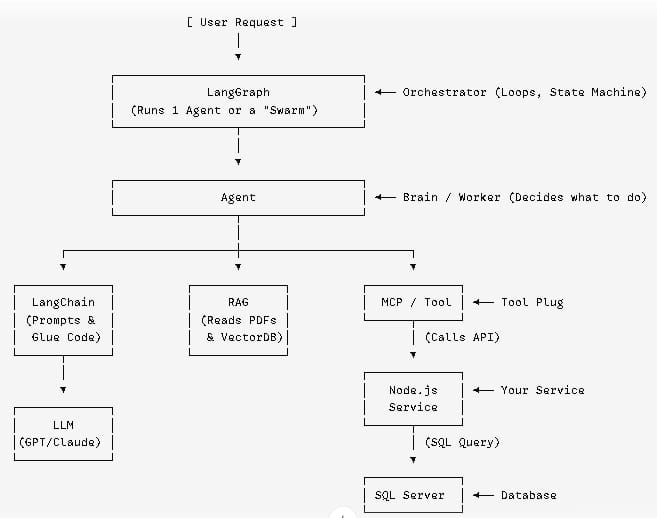 [ User Request ]
LangGraph
(Runs 1 Agent or a "Swarm")
Orchestrator (Loops, State Machine)
Agent
Brain / Worker (Decides what to do)
LangChain
(Prompts &
Glue Code)
RAG
(Reads PDFs
& VectorDB)
MCP / Tool
Tool Plug
(Calls API)
LLM
(GPT/Claude)
Node.js
Service
Your Service
(SQL Query)
SQL Server
Database